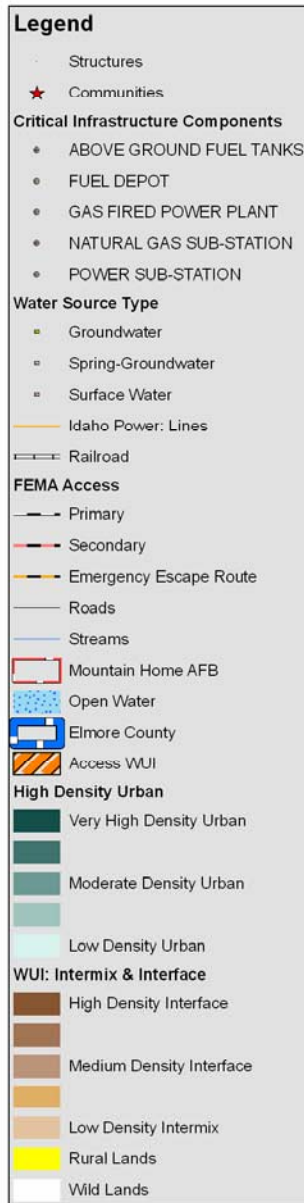 Legend
Structures
Communities
Critical Infrastructure Components
ABOVE GROUND FUEL TANKS
FUEL DEPOT
GAS FIRED POWER PLANT
NATURAL GAS SUB-STATION
POWER SUB-STATION
Water Source Type
Groundwater
Spring-Groundwater
Surface Water
Idaho Power: Lines
Railroad
FEMA Access
Primary
Secondary
Emergency Escape Route
Roads
Streams
Mountain Home AFB
Open Water
Elmore County
Access WUI
High Density Urban
Very High Density Urban
Moderate Density Urban
Low Density Urban
WUI: Intermix & Interface
High Density Interface
Medium Density Interface
Low Density Intermix
Rural Lands
Wild Lands